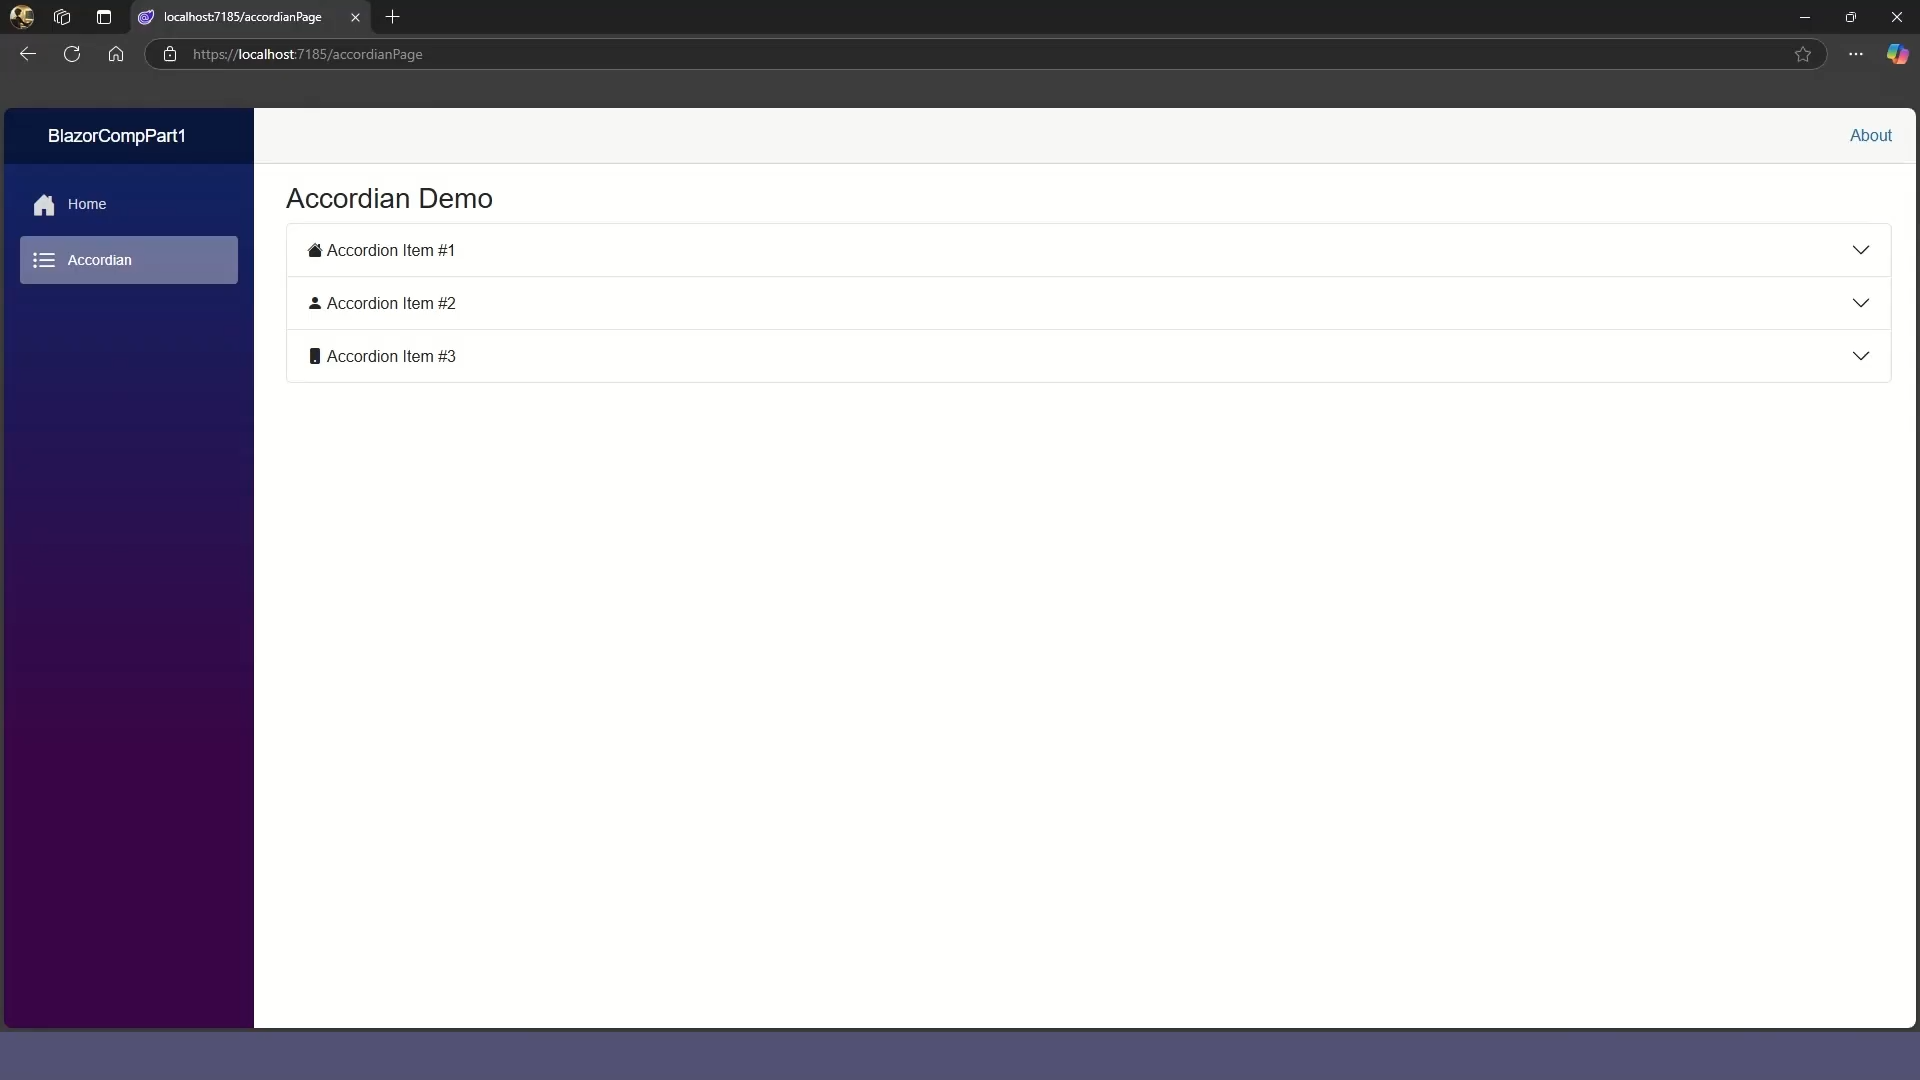 localhost:7185/accordianPage
https://localhost:7185/accordianPage
BlazorCompPart1
About
Home
Accordian
Accordian Demo
Accordion Item #1
Accordion Item #2
Accordion Item #3